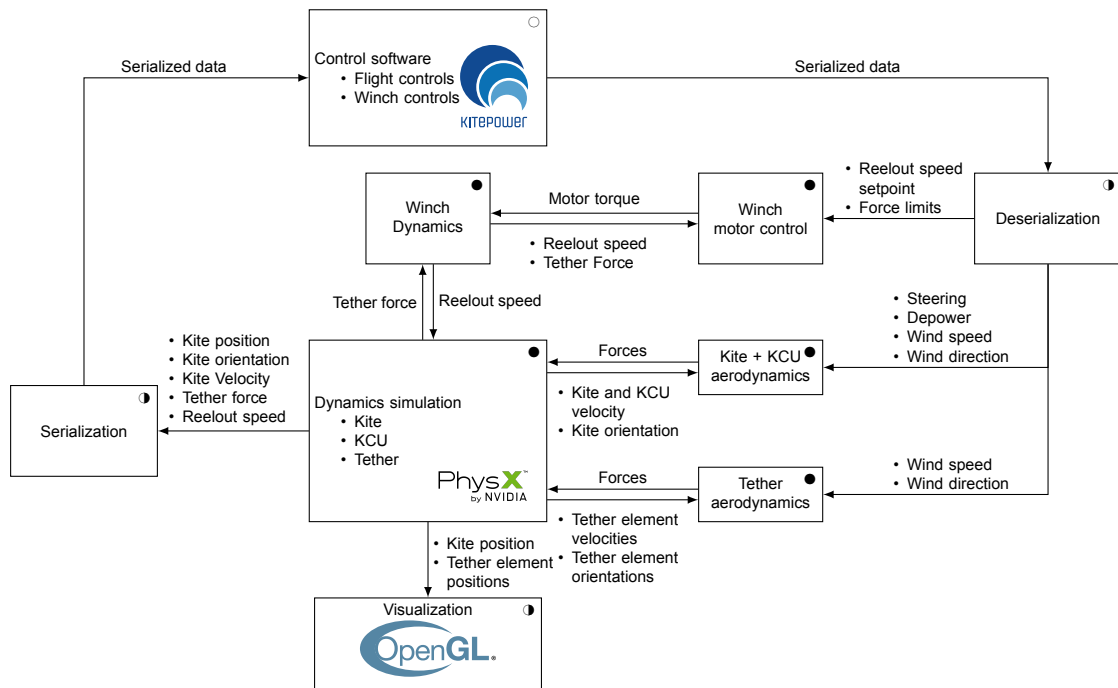 Control software
• Flight controls
• Winch controls
KITEPOWER
Serialized data
Serialized data
Winch
Dynamics
Motor torque
• Reelout speed
• Tether Force
Winch
motor control
• Reelout speed
setpoint
• Force limits
Deserialization
Tether force
Reelout speed
• Steering
• Depower
• Wind speed
• Wind direction
• Kite position
• Kite orientation
• Kite Velocity
• Tether force
• Reelout speed
Serialization
Dynamics simulation
• Kite
• KCU
• Tether
PhysX™
by NVIDIA
Forces
• Kite and KCU
velocity
• Kite orientation
Kite + KCU
aerodynamics
Forces
• Tether element
velocities
• Tether element
orientations
Tether
aerodynamics
• Wind speed
• Wind direction
• Kite position
• Tether element
positions
Visualization
OpenGL®